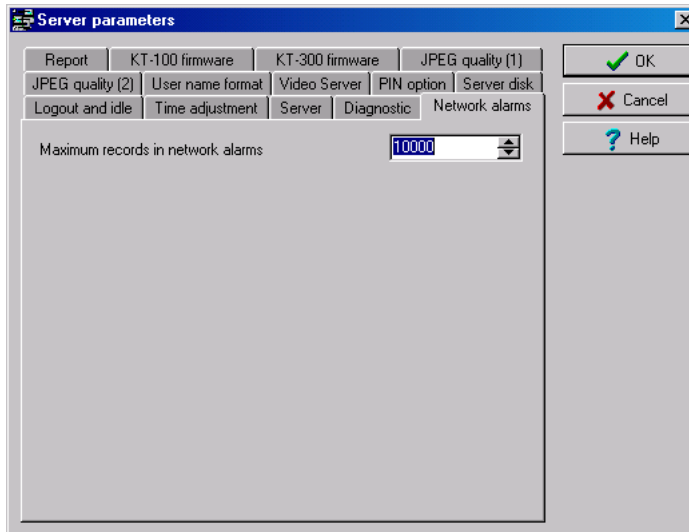 Server parameters
Report KT-100 firmware KT-300 firmware JPEG quality (1)
JPEG quality (2) User name format Video Server PIN option Server disk
Logout and idle Time adjustment Server Diagnostic Network alarms
Maximum records in network alarms 10000
OK
Cancel
Help